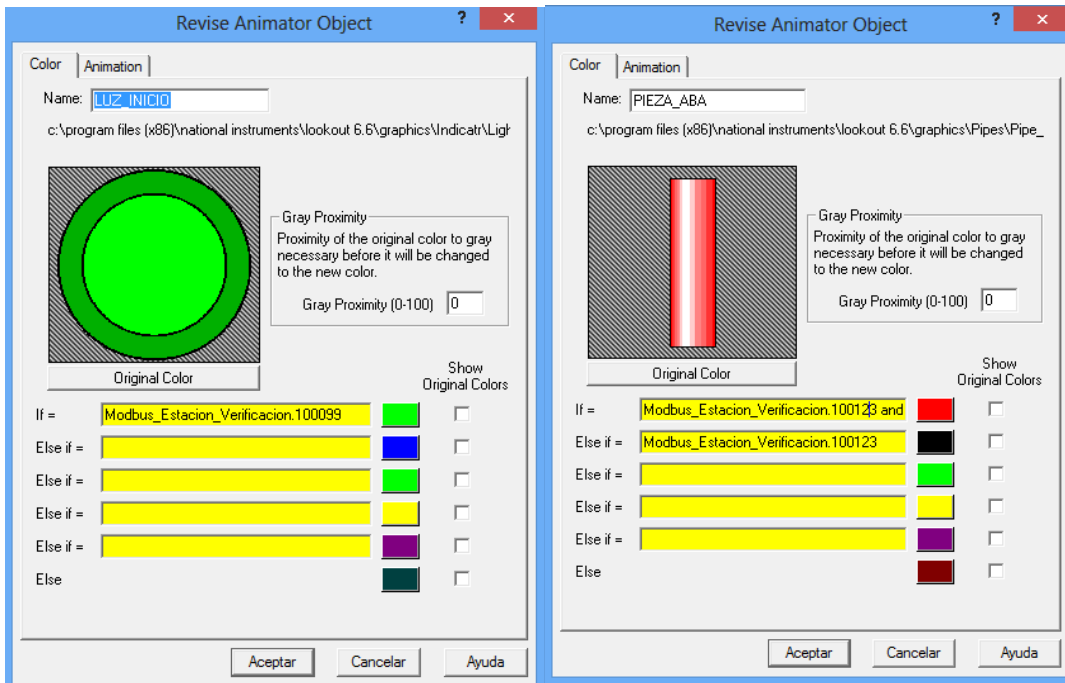 Revise Animator Object
? ×
Color
Animation
Name: LUZ_INICIO
c:\program files (x86)\national instruments\lookout 6.6\graphics\Indicatr\Ligh
Gray Proximity
Proximity of the original color to gray
necessary before it will be changed
to the new color.
Gray Proximity (0-100) 0
Original Color
Show
Original Colors
If = Modbus_Estacion_Verificacion.100099
Else if =
Else if =
Else if =
Else if =
Else
Aceptar
Cancelar
Ayuda
Revise Animator Object
? ×
Color
Animation
Name: PIEZA_ABA
c:\program files (x86)\national instruments\lookout 6.6\graphics\Pipes\Pipe_
Gray Proximity
Proximity of the original color to gray
necessary before it will be changed
to the new color.
Gray Proximity (0-100) 0
Original Color
Show
Original Colors
If = Modbus_Estacion_Verificacion.100123 and
Else if = Modbus_Estacion_Verificacion.100123
Else if =
Else if =
Else if =
Else
Aceptar
Cancelar
Ayuda